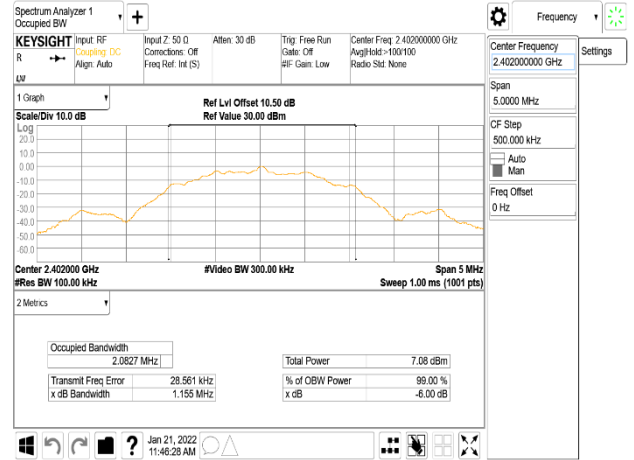 Spectrum Analyzer 1
Occupied BW
Frequency
KEYSIGHT
R
Input: RF
Coupling: DC
Align: Auto
Input Z: 50 Ω
Corrections: Off
Freq Ref: Int (S)
Atten: 30 dB
Trig: Free Run
Gate: Off
#IF Gain: Low
Center Freq: 2.402000000 GHz
Avg|Hold:>100/100
Radio Std: None
Center Frequency
2.402000000 GHz
Settings
Span
5.0000 MHz
CF Step
500.000 kHz
Auto
Man
Freq Offset
0 Hz
1 Graph
Scale/Div 10.0 dB
Ref Lvl Offset 10.50 dB
Ref Value 30.00 dBm
Log
20.0
10.0
0.00
-10.0
-20.0
-30.0
-40.0
-50.0
-60.0
Center 2.402000 GHz
#Res BW 100.00 kHz
#Video BW 300.00 kHz
Span 5 MHz
Sweep 1.00 ms (1001 pts)
2 Metrics
Occupied Bandwidth
2.0827 MHz
Total Power 7.08 dBm
Transmit Freq Error 28.561 kHz
% of OBW Power 99.00 %
x dB Bandwidth 1.155 MHz
x dB -6.00 dB
?
Jan 21, 2022
11:46:28 AM